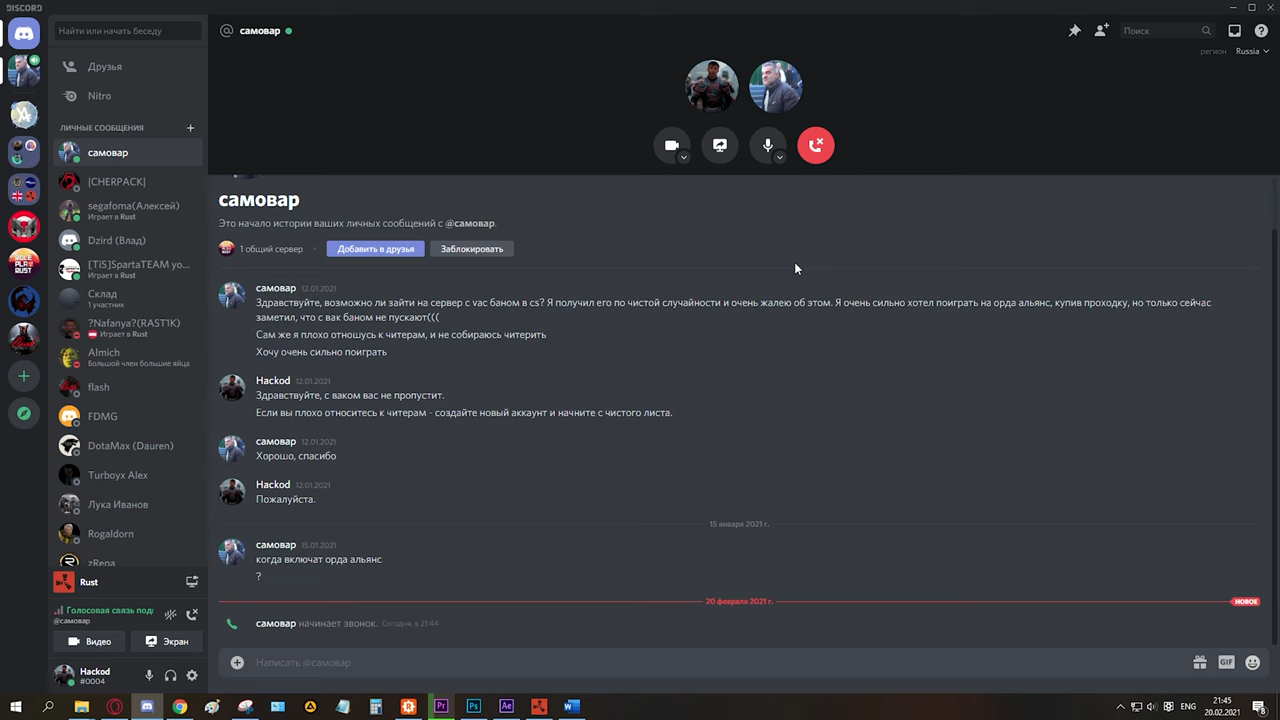 DISCORD
Найти или начать беседу
Друзья
Nitro
ЛИЧНЫЕ СООБЩЕНИЯ
самовар
|CHERPACK|
segafoma(Алексей)
Играет в Rust
Dzird (Влад)
[TiS]SpartaTEAM yo...
Склад
1 участник
?Nafanya?(RAST1K)
Играет в Rust
Almich
Большой член большие яйца
flash
FDMG
DotaMax (Dauren)
Turboyx Alex
Лука Иванов
Rogaldorn
zRepa
Rust
Голосовая связь под
@самовар
Видео
Экран
Hackod
#0004
@ самовар
Поиск
регион
Russia
самовар
Это начало истории ваших личных сообщений с @самовар.
1 общий сервер
Добавить в друзья
Заблокировать
самовар 12.01.2021
Здравствуйте, возможно ли зайти на сервер с vac баном в cs? Я получил его по чистой случайности и очень жалею об этом. Я очень сильно хотел поиграть на орда альянс, купив проходку, но только сейчас
заметил, что с вак баном не пускают(((
Сам же я плохо отношусь к читерам, и не собираюсь читерить
Хочу очень сильно поиграть
Hackod 12.01.2021
Здравствуйте, с ваком вас не пропустит.
Если вы плохо относитесь к читерам - создайте новый аккаунт и начните с чистого листа.
самовар 12.01.2021
Хорошо, спасибо
Hackod 12.01.2021
Пожалуйста.
15 января 2021 г.
самовар 15.01.2021
когда включат орда альянс
?
20 февраля 2021 г.
НОВОЕ
самовар начинает звонок. Сегодня, в 21:44
Написать @самовар
GIF
Pr
Ps
Ae
ENG
21:45
20.02.2021